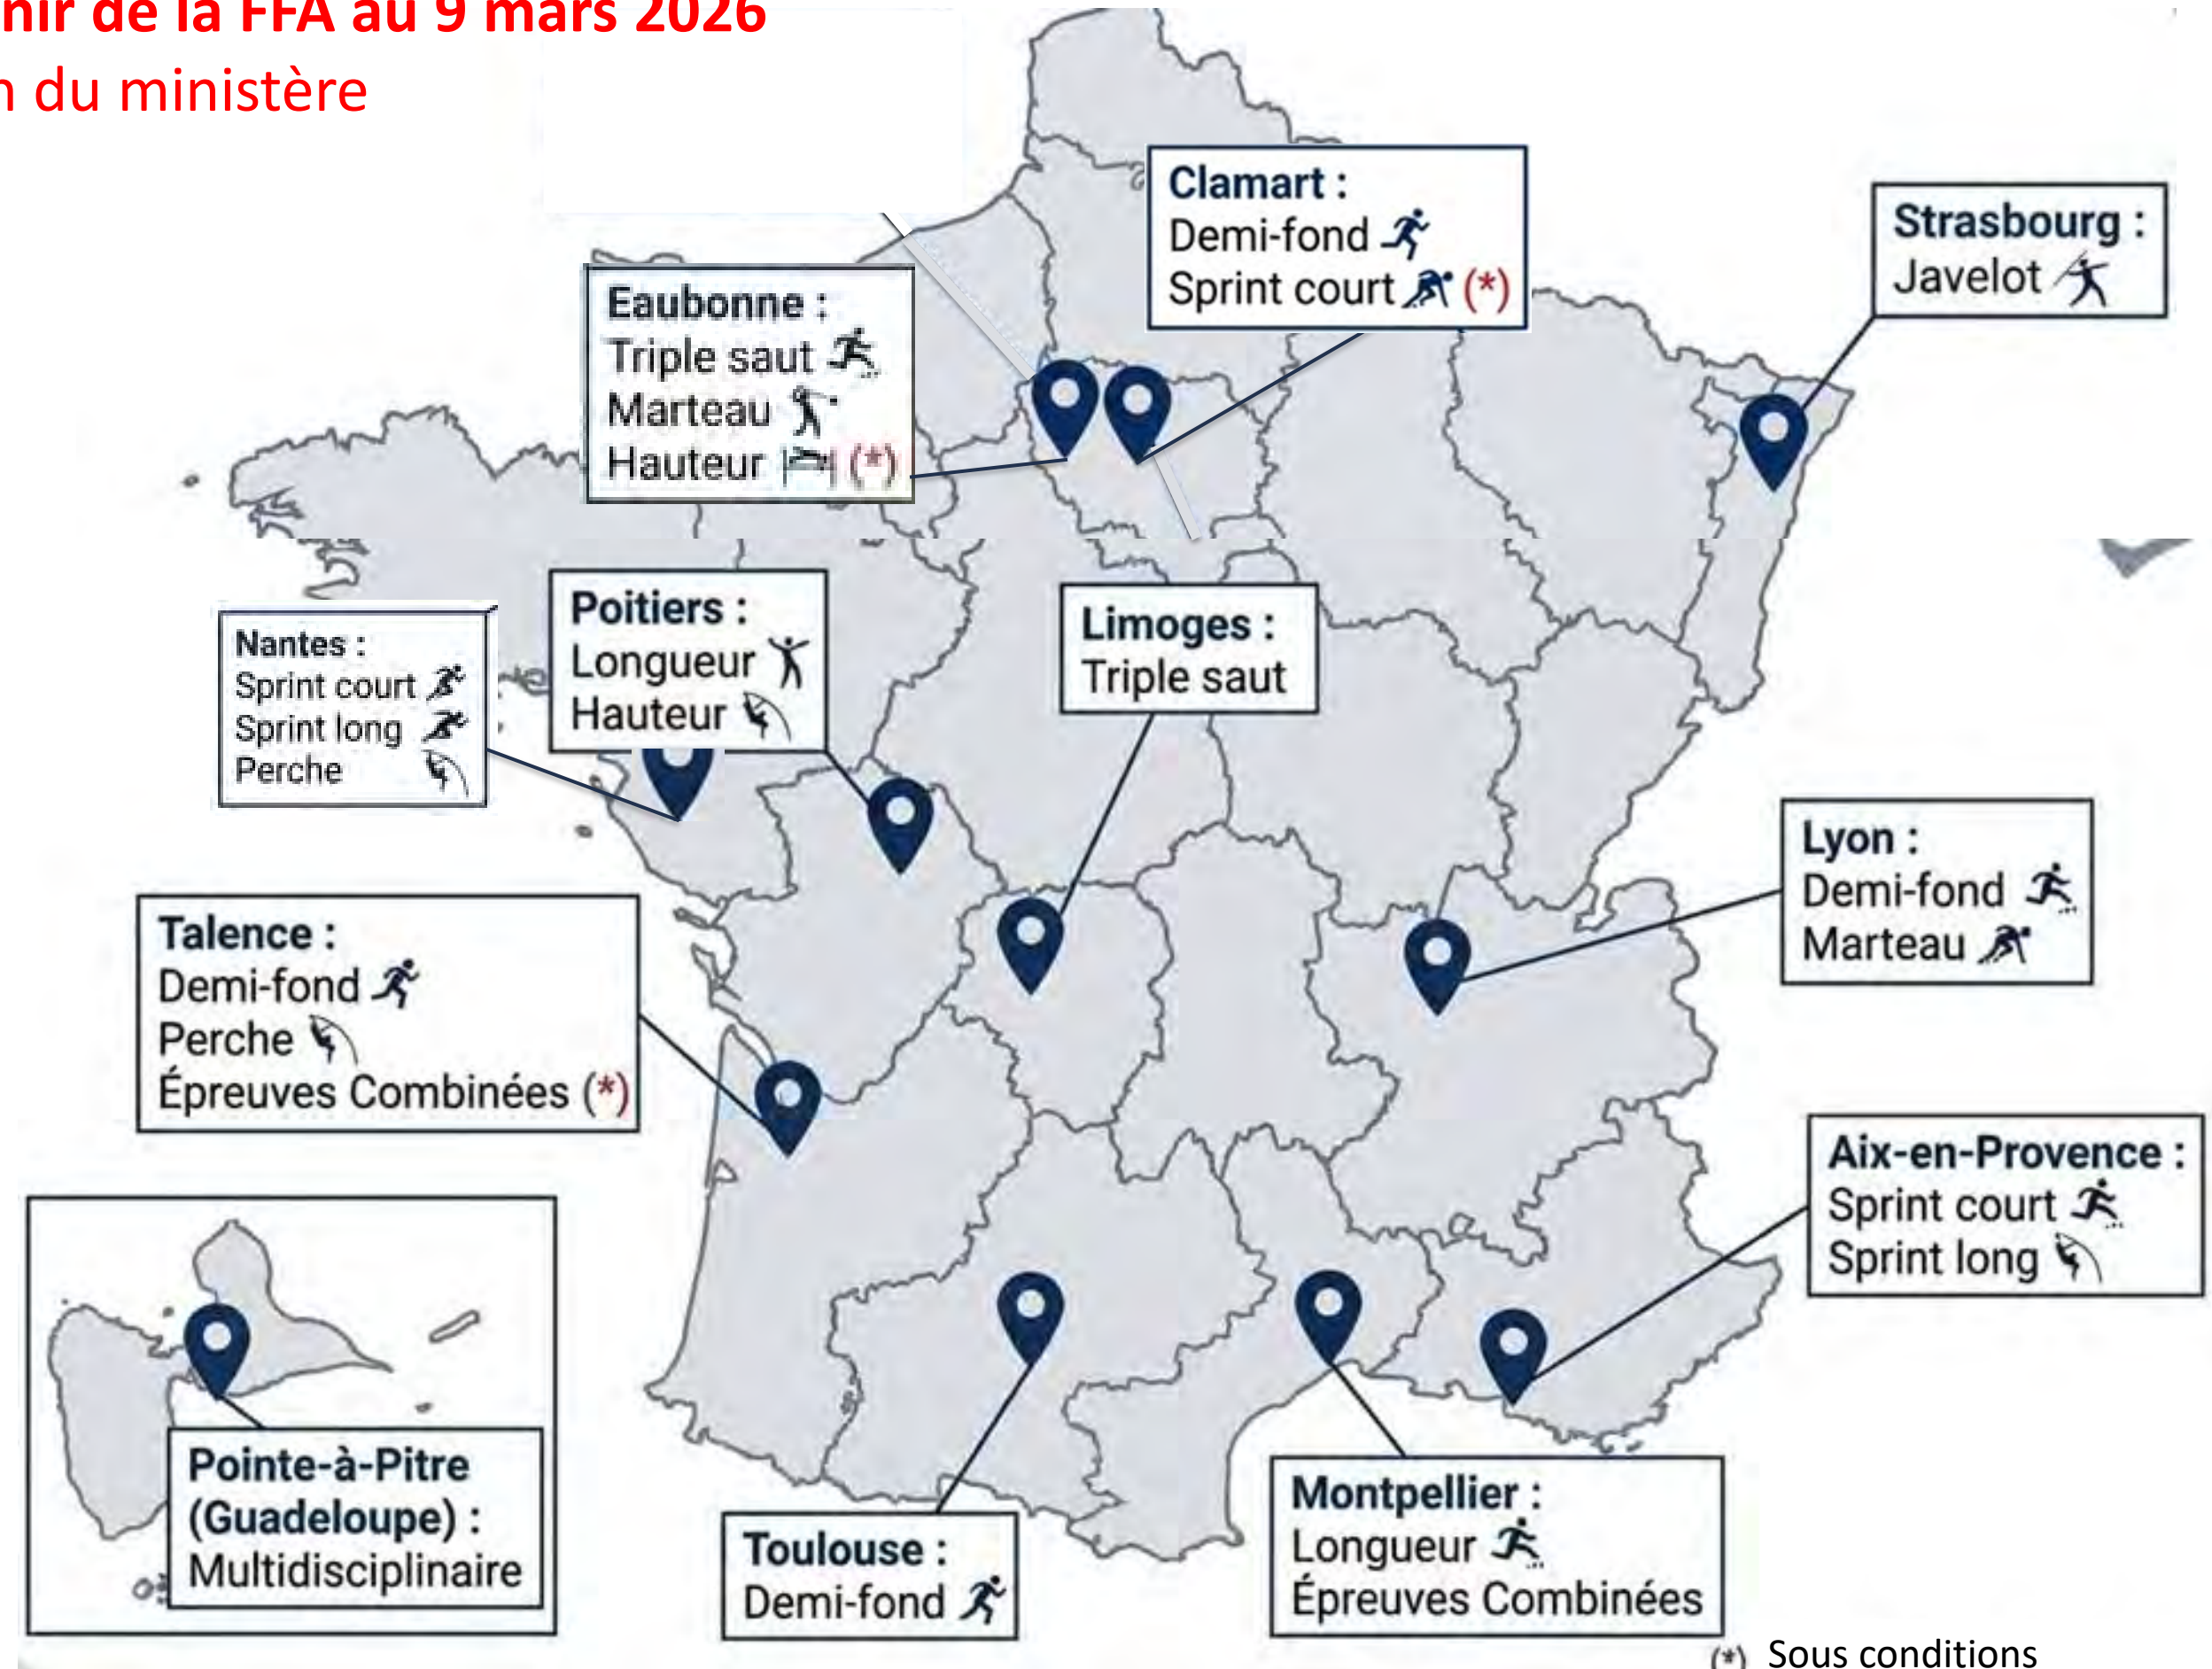 nir de la FFA au 9 mars 2026
n du ministère
Clamart :
Demi-fond
Sprint court (*)
Strasbourg :
Javelot
Eaubonne :
Triple saut
Marteau
Hauteur (*)
Poitiers :
Longueur
Hauteur
Limoges :
Triple saut
Nantes :
Sprint court
Sprint long
Perche
Lyon :
Demi-fond
Marteau
Talence :
Demi-fond
Perche
Épreuves Combinées (*)
Aix-en-Provence :
Sprint court
Sprint long
Pointe-à-Pitre
(Guadeloupe) :
Multidisciplinaire
Toulouse :
Demi-fond
Montpellier :
Longueur
Épreuves Combinées
(*) Sous conditions